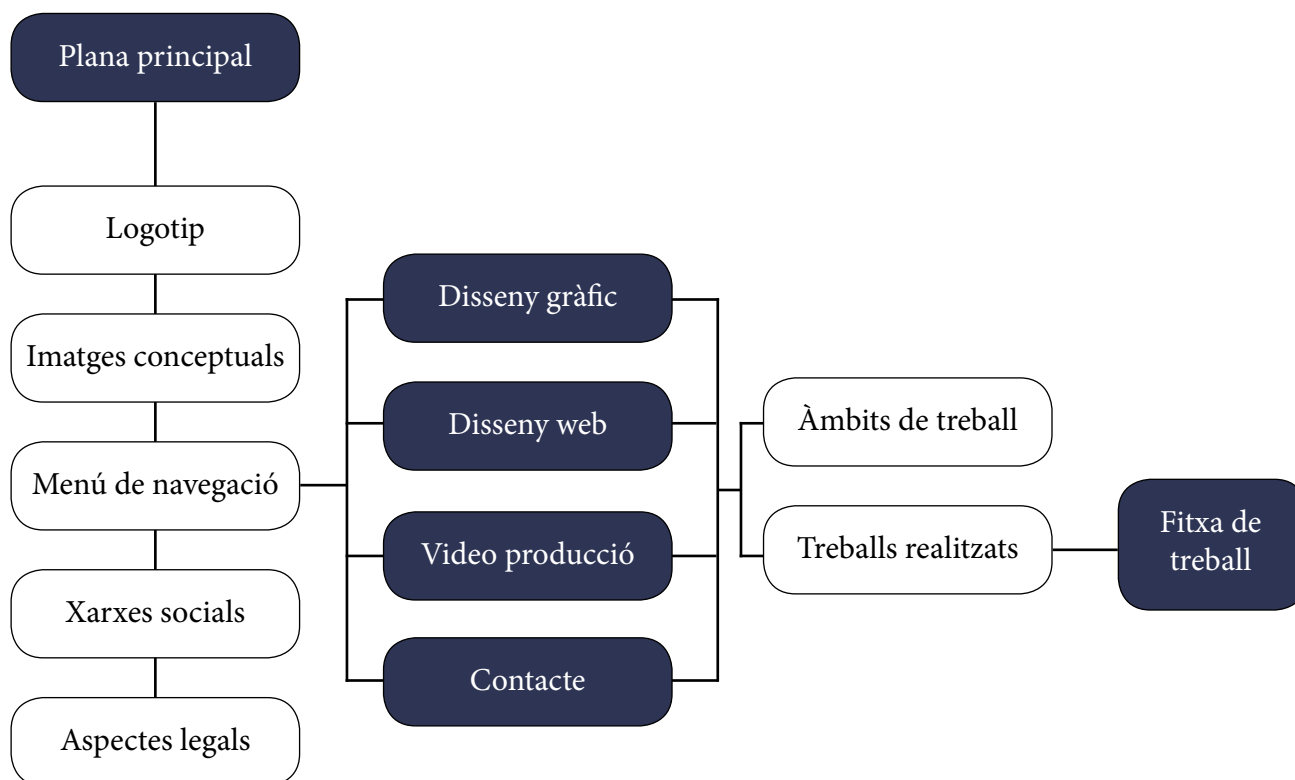 Plana principal
Logotip
Imatges conceptuals
Menú de navegació
Xarxes socials
Aspectes legals
Disseny gràfic
Disseny web
Video producció
Contacte
Àmbits de treball
Treballs realitzats
Fitxa de
treball